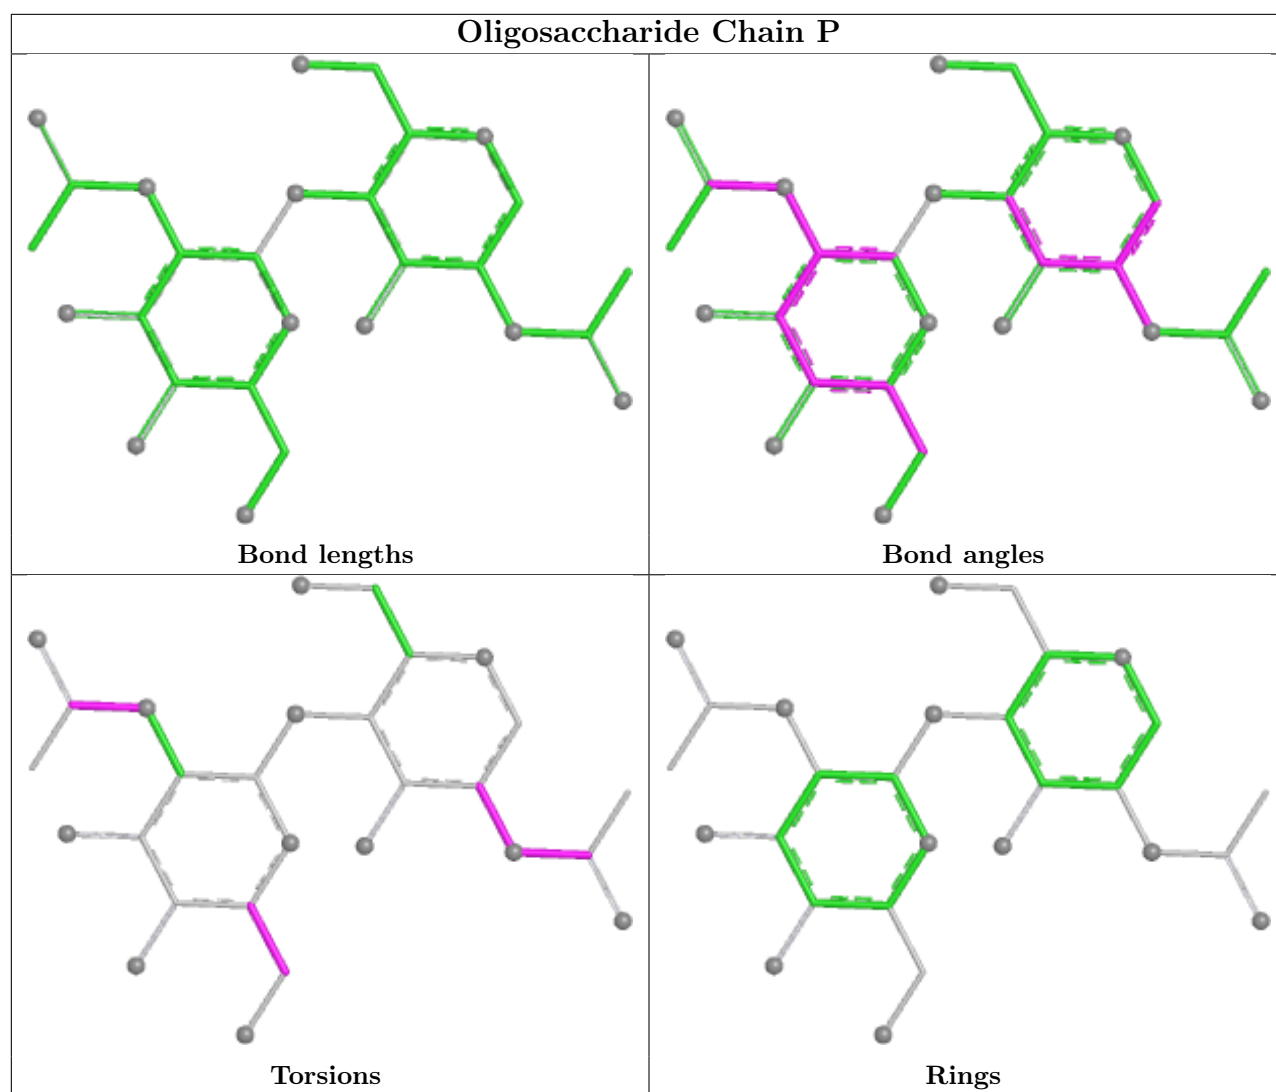 Oligosaccharide Chain P
Bond lengths
Bond angles
Torsions
Rings